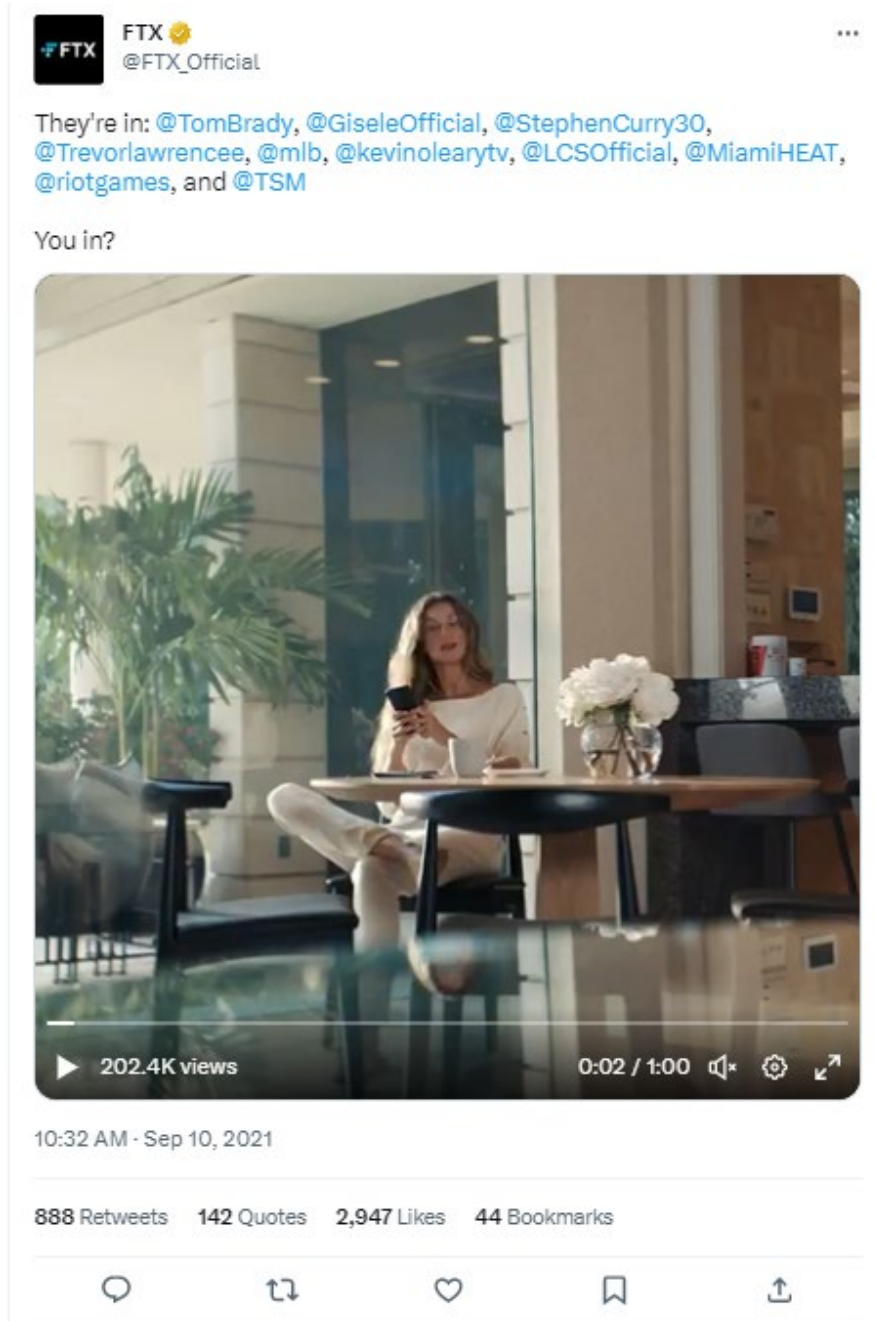 FTX
FTX
@FTX_Official
They're in: @TomBrady, @GiseleOfficial, @StephenCurry30,
@Trevorlawrencee, @mlb, @kevinolearytv, @LCSOfficial, @MiamiHEAT,
@riotgames, and @TSM
You in?
202.4K views
0:02 / 1:00
10:32 AM · Sep 10, 2021
888 Retweets 142 Quotes 2,947 Likes 44 Bookmarks